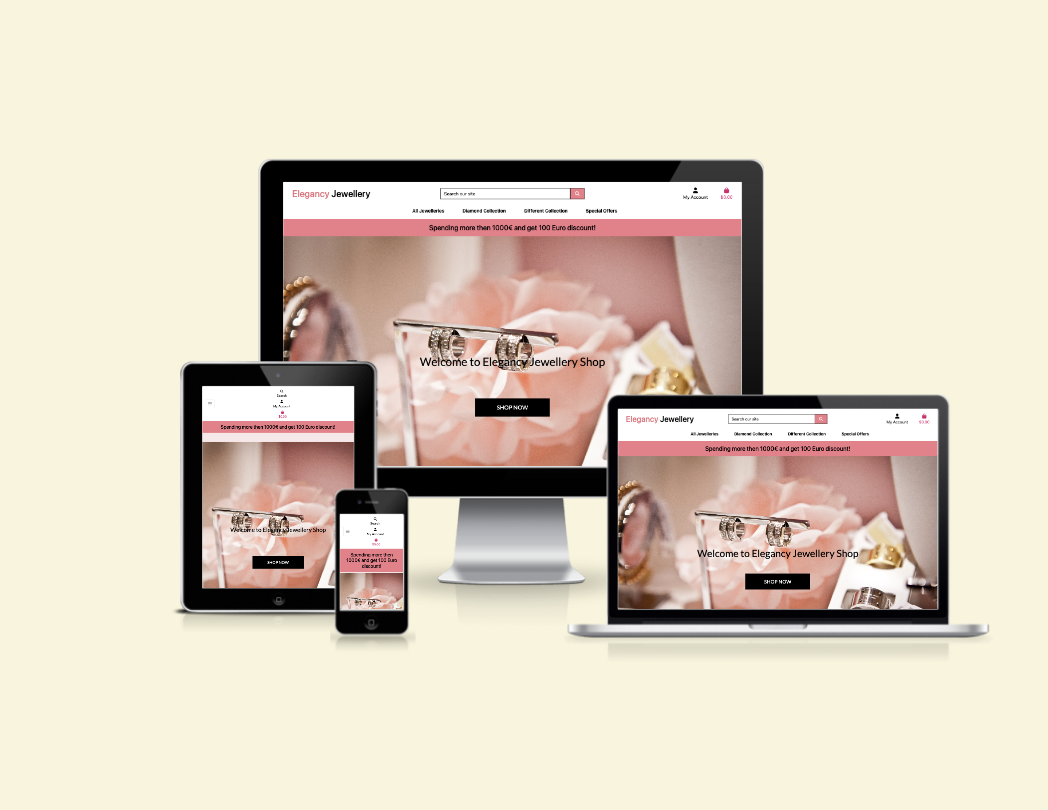 Elegancy Jewellery
Search our site
My Account
$0.00
All Jewelleries Diamond Collection Different Collection Special Offers
Spending more then 1000€ and get 100 Euro discount!
Welcome to Elegancy Jewellery Shop
SHOP NOW
Search
My Account
$0.00
Spending more then 1000€ and get 100 Euro discount!
Welcome to Elegancy Jewellery Shop
SHOP NOW
Search
My Account
Spending more then
1000€ and get 100 Euro
discount!
Elegancy Jewellery
Search our site
My Account
$0.00
All Jewelleries Diamond Collection Different Collection Special Offers
Spending more then 1000€ and get 100 Euro discount!
Welcome to Elegancy Jewellery Shop
SHOP NOW